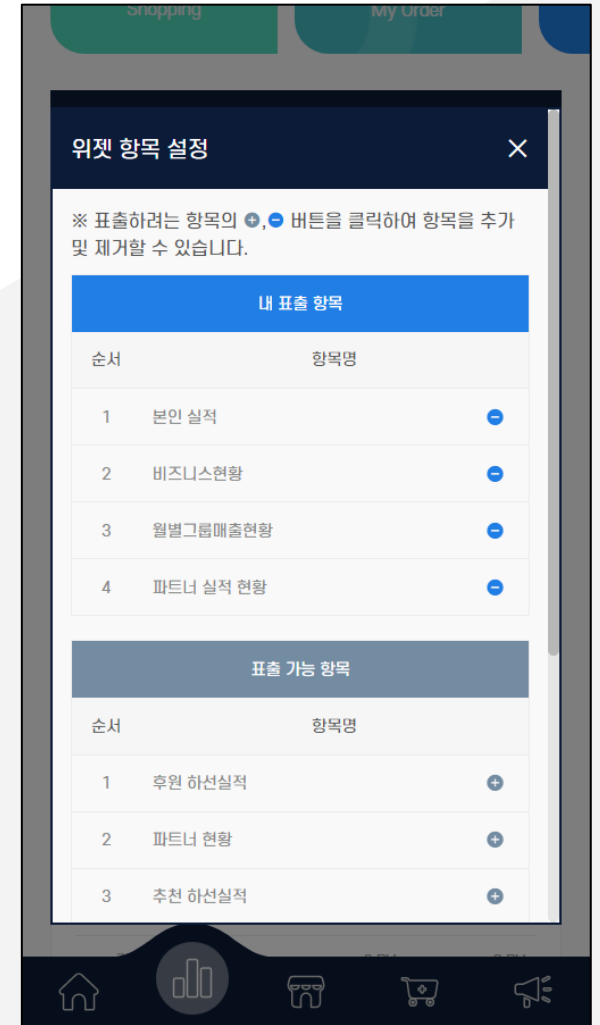 Shopping
My Order
위젯 항목 설정
※ 표출하려는 항목의 +,- 버튼을 클릭하여 항목을 추가
및 제거할 수 있습니다.
내 표출 항목
순서 항목명
1 본인 실적
2 비즈니스현황
3 월별그룹매출현황
4 파트너 실적 현황
표출 가능 항목
순서 항목명
1 후원 하선실적
2 파트너 현황
3 추천 하선실적